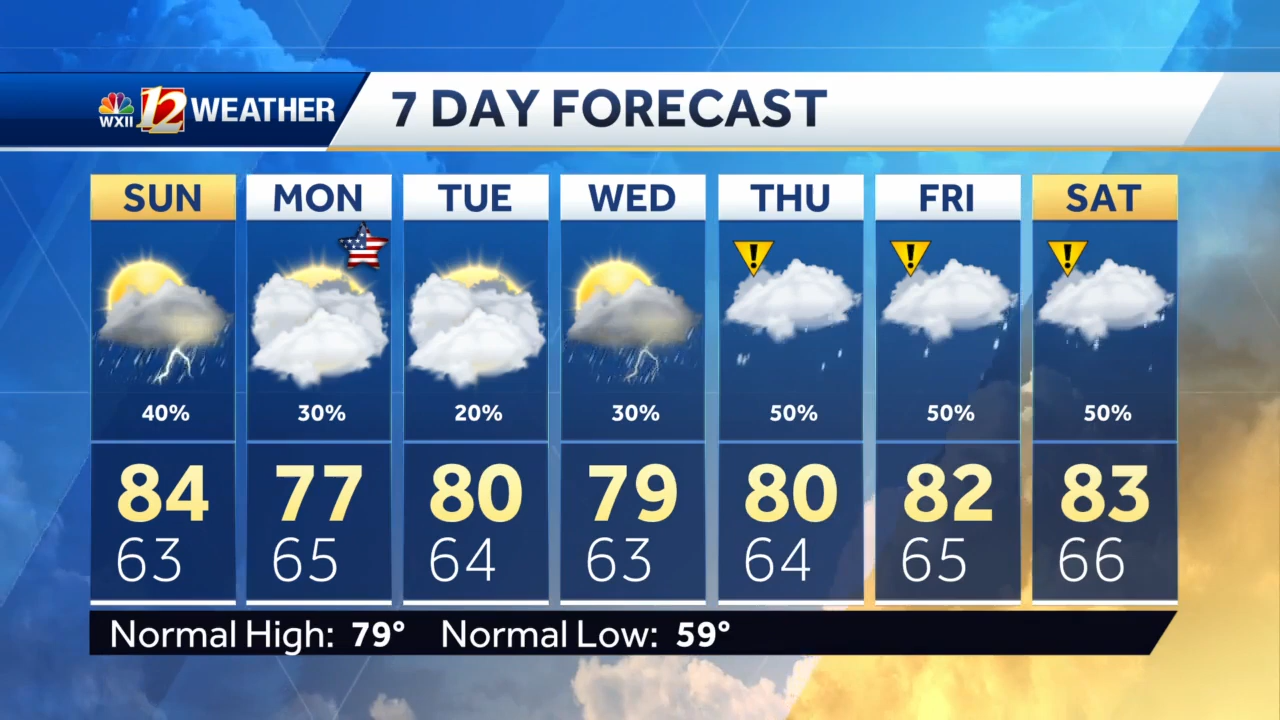 WXII 12 WEATHER
7 DAY FORECAST
SUN MON TUE WED THU FRI SAT
! ! !
40% 30% 20% 30% 50% 50% 50%
84 77 80 79 80 82 83
63 65 64 63 64 65 66
Normal High: 79° Normal Low: 59°